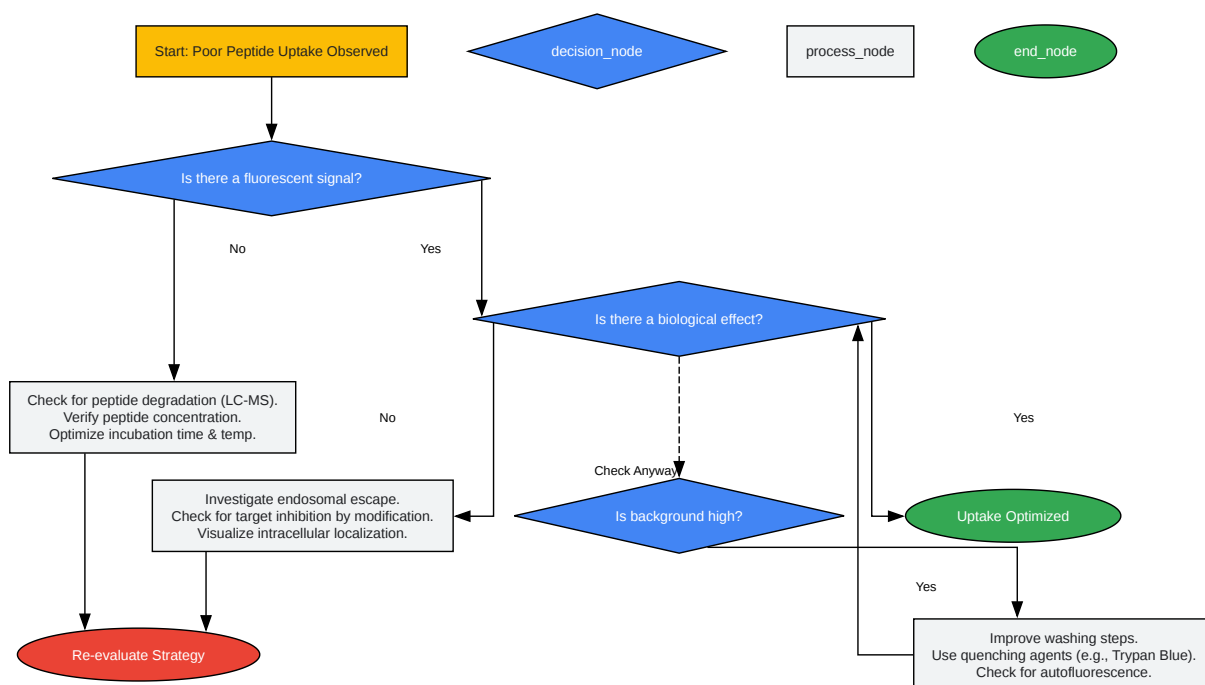 Start: Poor Peptide Uptake Observed
decision_node
process_node
end_node
Is there a fluorescent signal?
No
Yes
Is there a biological effect?
Check for peptide degradation (LC-MS).
Verify peptide concentration.
Optimize incubation time & temp.
No
Yes
Check Anyway
Investigate endosomal escape.
Check for target inhibition by modification.
Visualize intracellular localization.
Is background high?
Uptake Optimized
Yes
Re-evaluate Strategy
Improve washing steps.
Use quenching agents (e.g., Trypan Blue).
Check for autofluorescence.